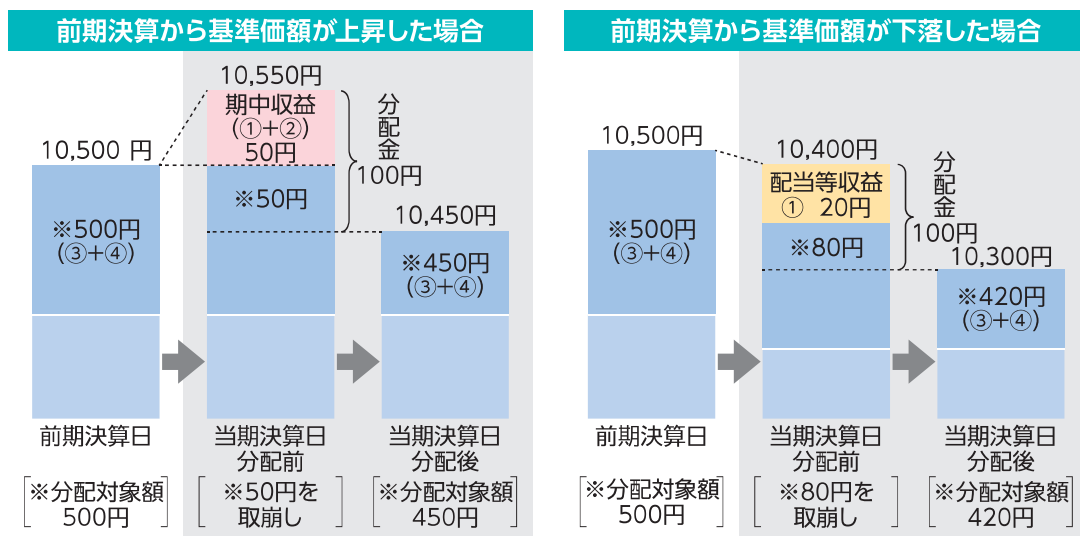 前期決算から基準価額が上昇した場合
10,500 円
※500円
(③+④)
前期決算日
※分配対象額
500円
10,550円
期中収益
(①+②)
50円
※50円
分配金
100円
当期決算日
分配前
※50円を
取崩し
10,450円
※450円
(③+④)
当期決算日
分配後
※分配対象額
450円
前期決算から基準価額が下落した場合
10,500円
※500円
(③+④)
前期決算日
※分配対象額
500円
10,400円
配当等収益
① 20円
※80円
分配金
100円
当期決算日
分配前
※80円を
取崩し
10,300円
※420円
(③+④)
当期決算日
分配後
※分配対象額
420円